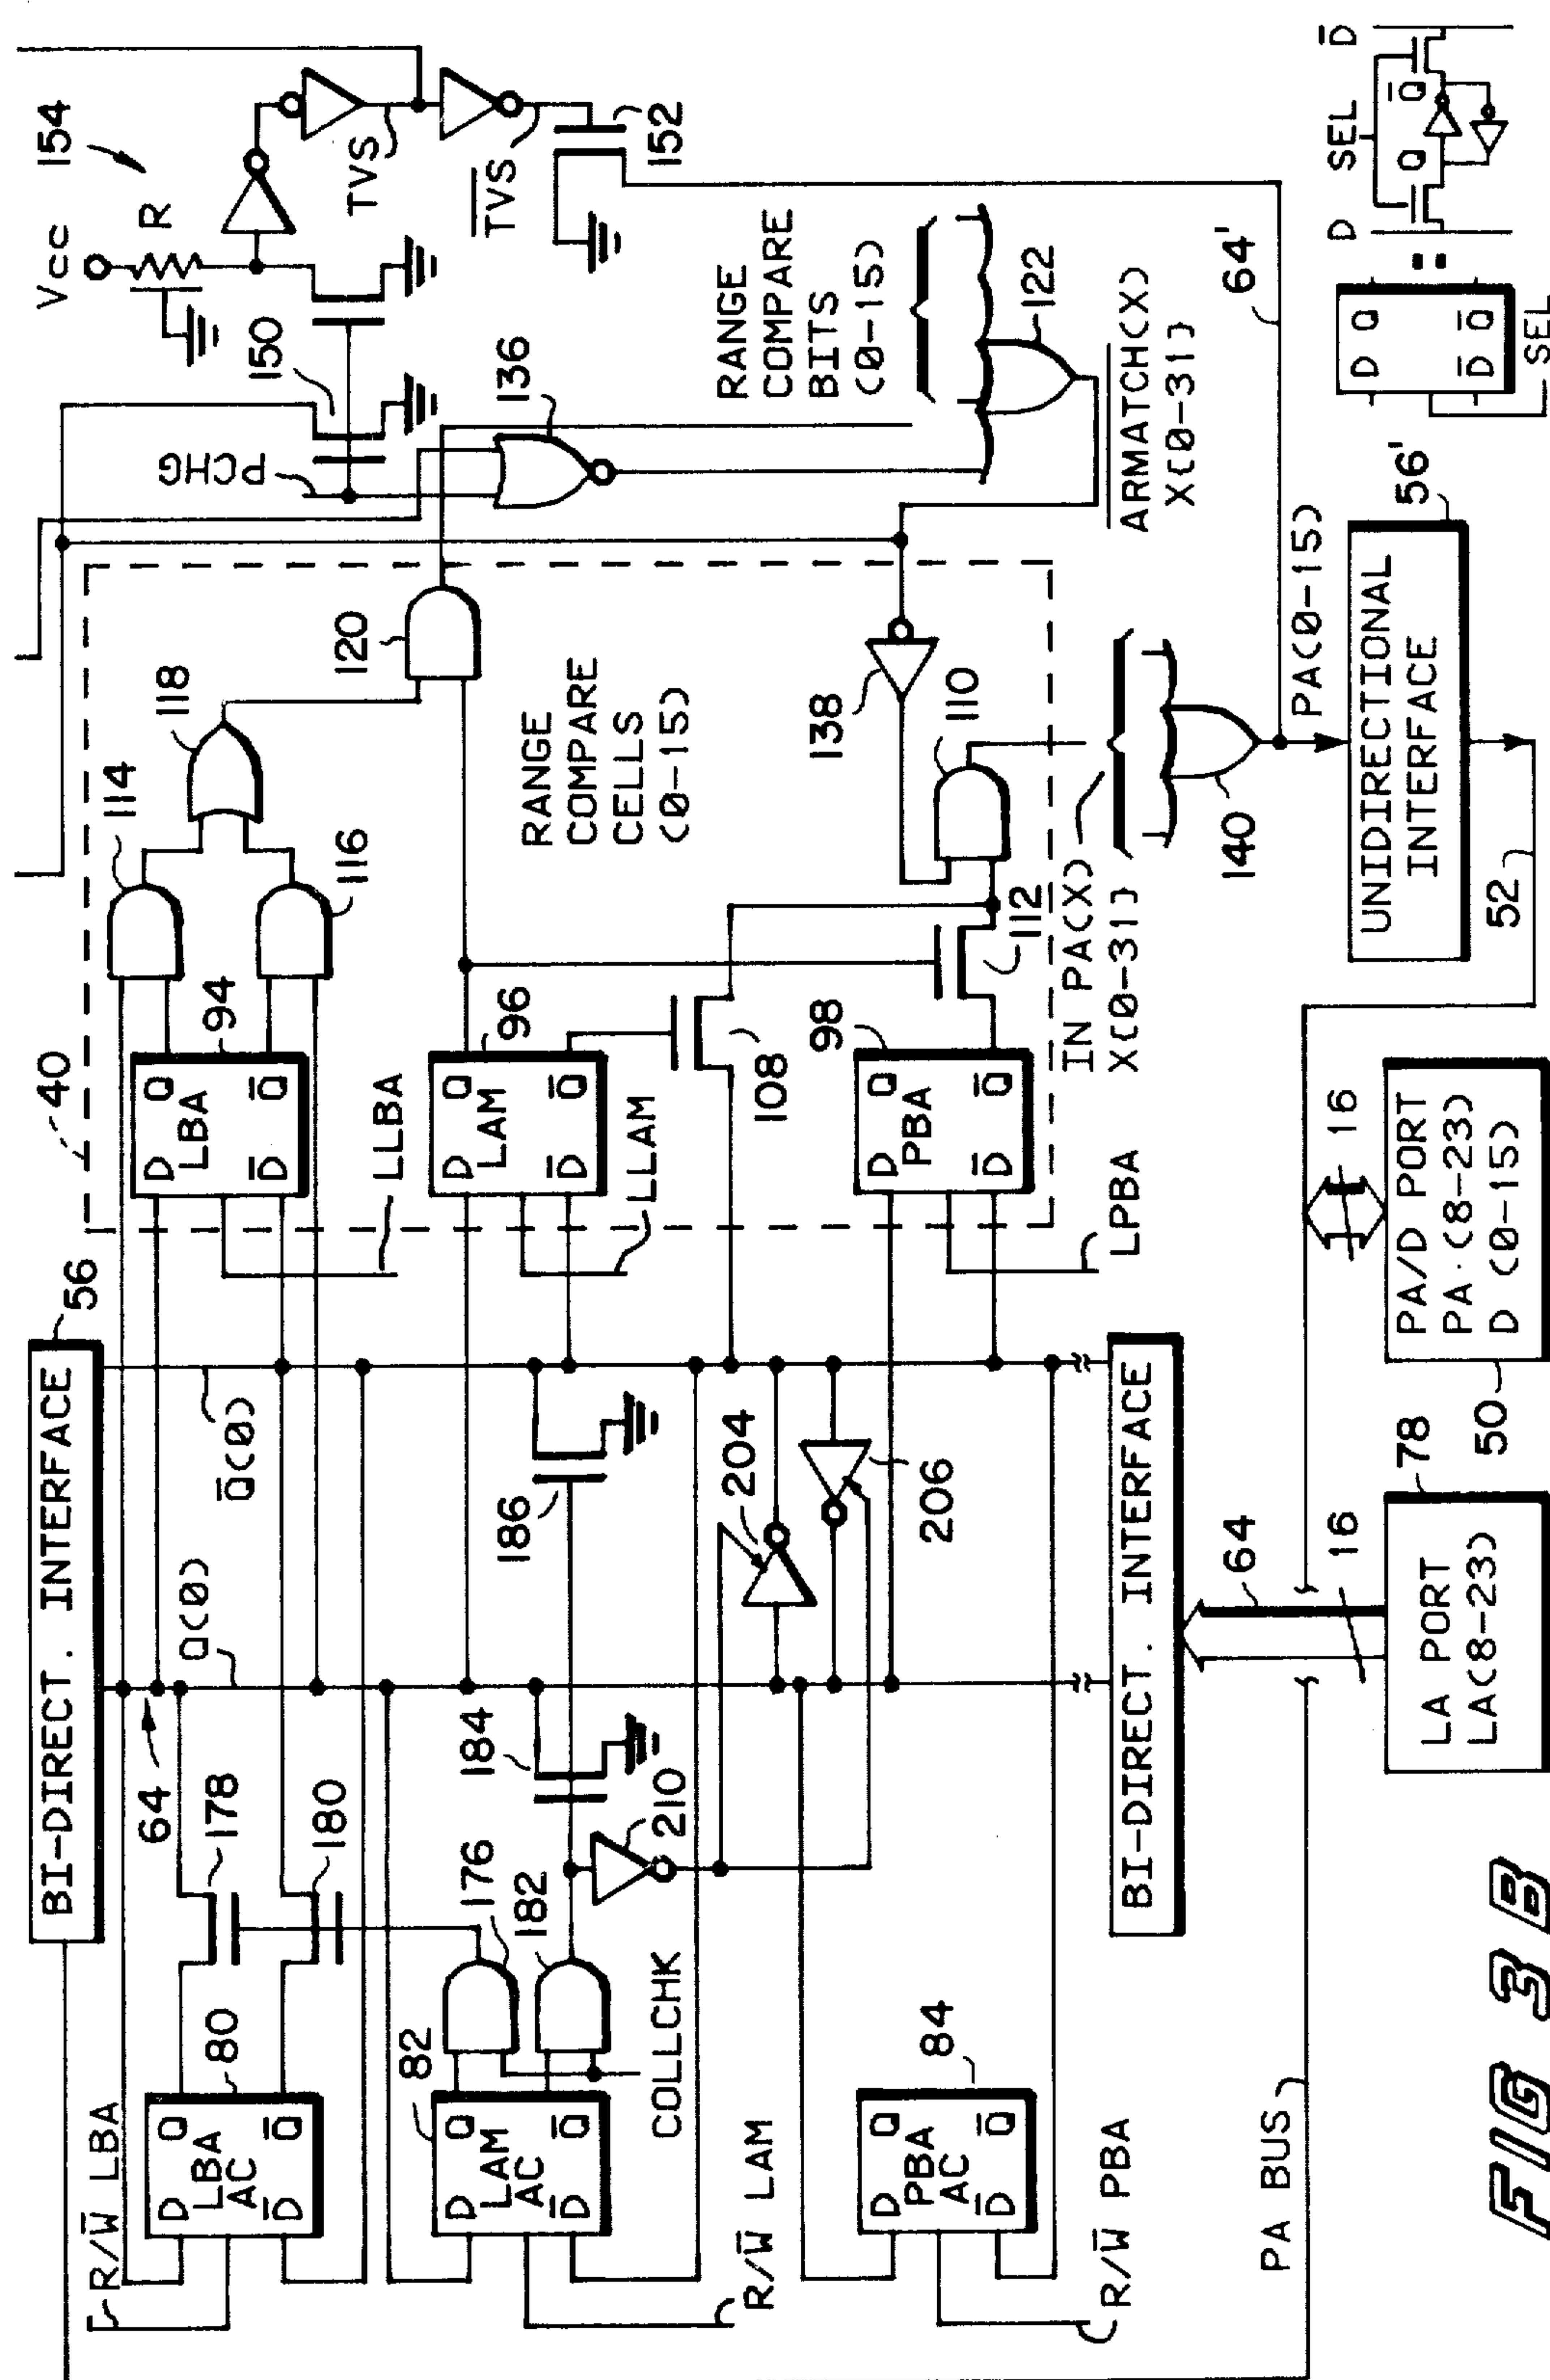 154
Vcc
R
TVS
T̅V̅S̅
152
150
PCHG
136
RANGE
COMPARE
BITS
(0-15)
122
A̅R̅M̅A̅T̅C̅H̅(X)
X(0-31)
64'
D
SEL
D̅
Q
Q̅
D Q
D̅ Q̅
SEL
40
114
118
120
116
94
D Q
LBA
D̅ Q̅
LLBA
RANGE
COMPARE
CELLS
(0-15)
96
D Q
LAM
D̅ Q̅
LLAM
108
138
110
112
98
D Q
PBA
D̅ Q̅
LPBA
I̅N̅ PA(X)
X(0-31)
140
PA(0-15)
56'
UNIDIRECTIONAL
INTERFACE
52
56
BI-DIRECT. INTERFACE
Q̅(0)
Q(0)
64
178
180
186
184
204
206
210
BI-DIRECT. INTERFACE
64
16
16
PA/D PORT
PA (8-23)
D (0-15)
50
78
LA PORT
LA(8-23)
R/W̅ LBA
80
D Q
LBA
AC
D̅ Q̅
82
176
182
D Q
LAM
AC
D̅ Q̅
COLLCHK
R/W̅ LAM
84
D Q
PBA
AC
D̅ Q̅
R/W̅ PBA
PA BUS
FIG 3B